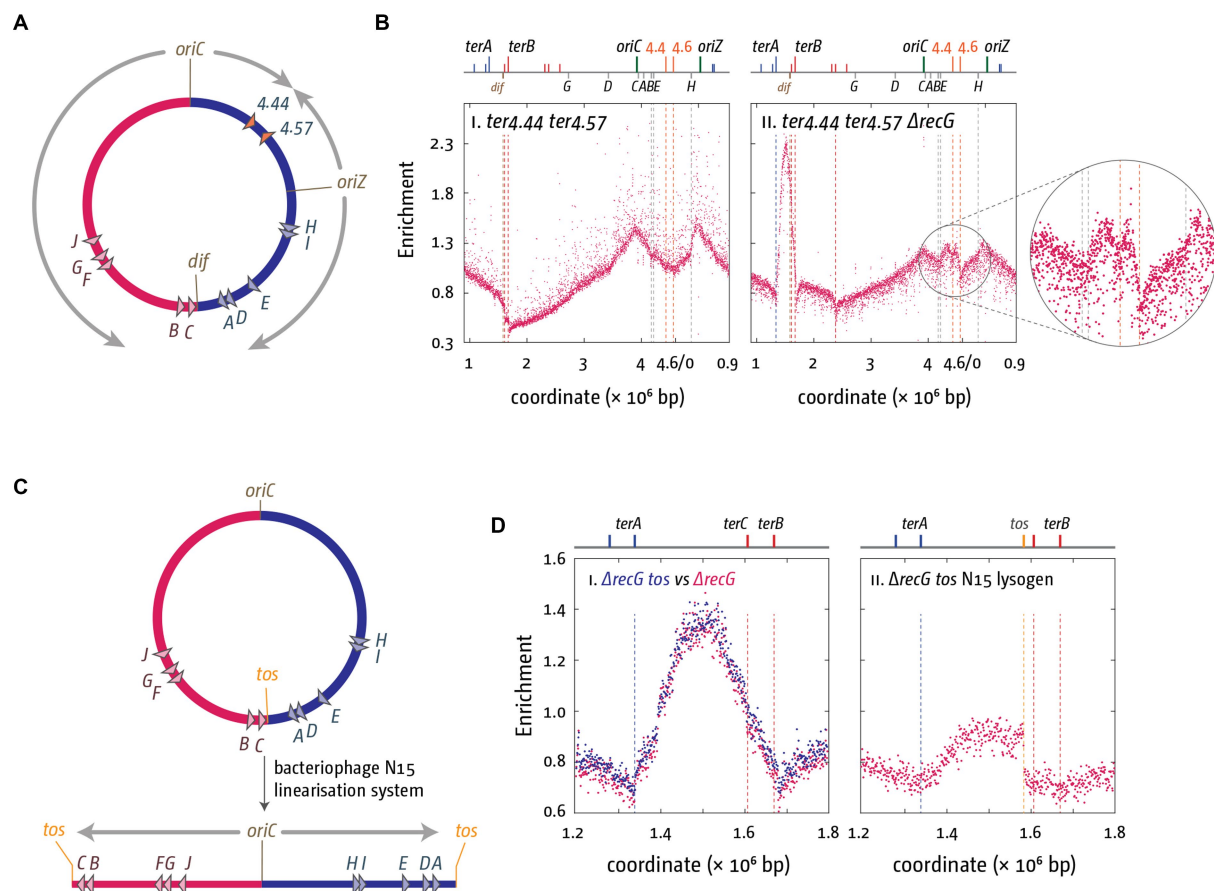 A
oriC
4.44
4.57
oriZ
H
I
J
G
F
dif
E
D
A
B
C
B
terA terB oriC 4.4 4.6 oriZ
dif G D C A B E H
I. ter4.44 ter4.57
Enrichment
2.3
1.8
1.3
0.8
0.3
1 2 3 4 4.6/0 0.9
coordinate (× 10⁶ bp)
terA terB oriC 4.4 4.6 oriZ
dif G D C A B E H
II. ter4.44 ter4.57 ΔrecG
1 2 3 4 4.6/0 0.9
coordinate (× 10⁶ bp)
C
oriC
H
I
J
G
F
tos
E
D
A
B
C
bacteriophage N15
linearisation system
tos oriC tos
C B F G J H I E D A
D
terA terC terB
I. ΔrecG tos vs ΔrecG
Enrichment
1.6
1.4
1.2
1.0
0.8
0.6
1.2 1.4 1.6 1.8
coordinate (× 10⁶ bp)
terA tos terB
II. ΔrecG tos N15 lysogen
1.2 1.4 1.6 1.8
coordinate (× 10⁶ bp)